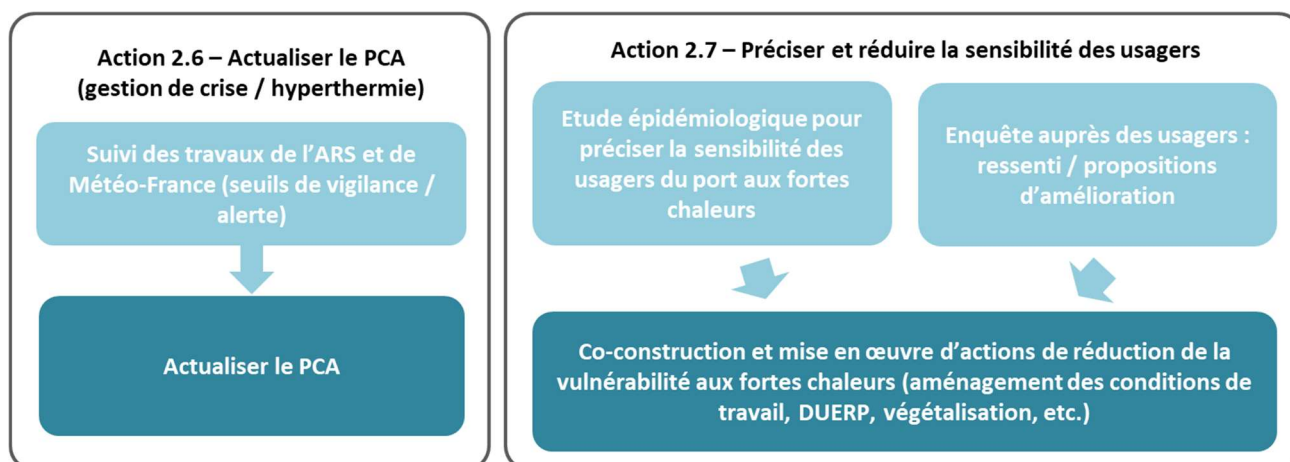 Action 2.6 – Actualiser le PCA
(gestion de crise / hyperthermie)
Suivi des travaux de l’ARS et de
Météo-France (seuils de vigilance /
alerte)
Actualiser le PCA
Action 2.7 – Préciser et réduire la sensibilité des usagers
Etude épidémiologique pour
préciser la sensibilité des
usagers du port aux fortes
chaleurs
Enquête auprès des usagers :
ressenti / propositions
d’amélioration
Co-construction et mise en œuvre d’actions de réduction de la
vulnérabilité aux fortes chaleurs (aménagement des conditions de
travail, DUERP, végétalisation, etc.)